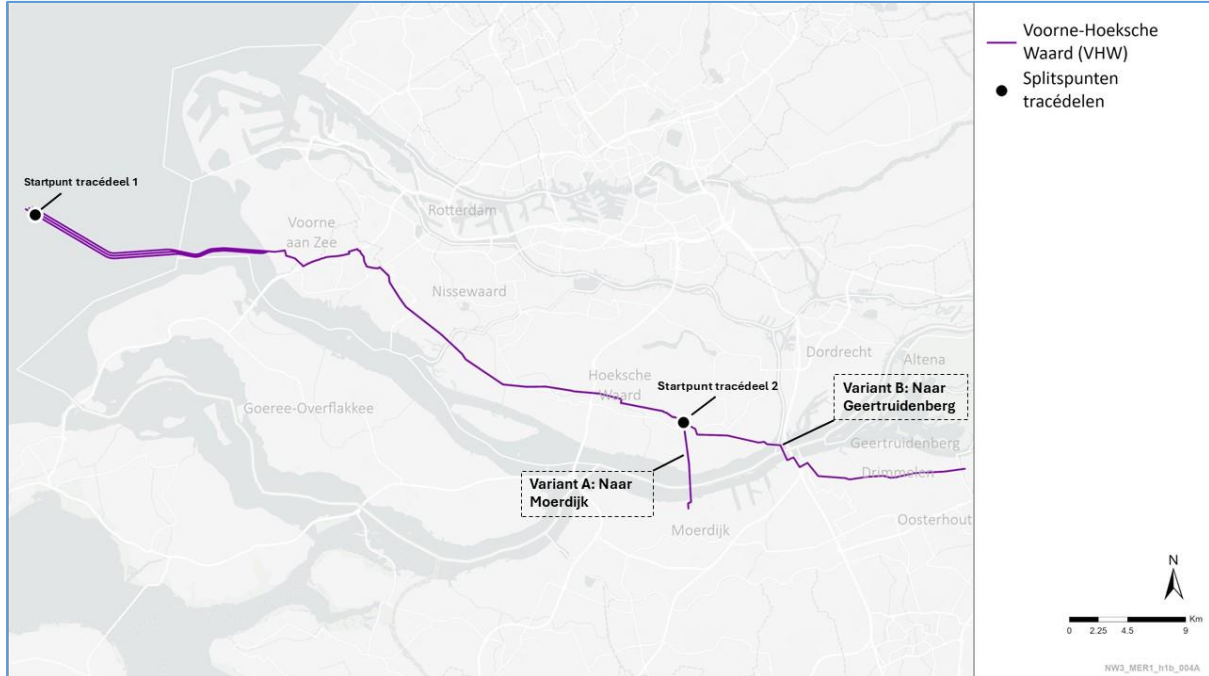 Voorne-Hoeksche
Waard (VHW)
Splitspunten
tracédelen
Startpunt tracédeel 1
Voorne
aan Zee
Rotterdam
Nissewaard
Goeree-Overflakkee
Hoeksche
Waard
Startpunt tracédeel 2
Dordrecht
Altena
Variant B: Naar
Geertruidenberg
Geertruidenberg
Drimmelen
Variant A: Naar
Moerdijk
Moerdijk
Oosterhout
N
Km
0 2.25 4.5 9
NW3_MER1_h1b_004A